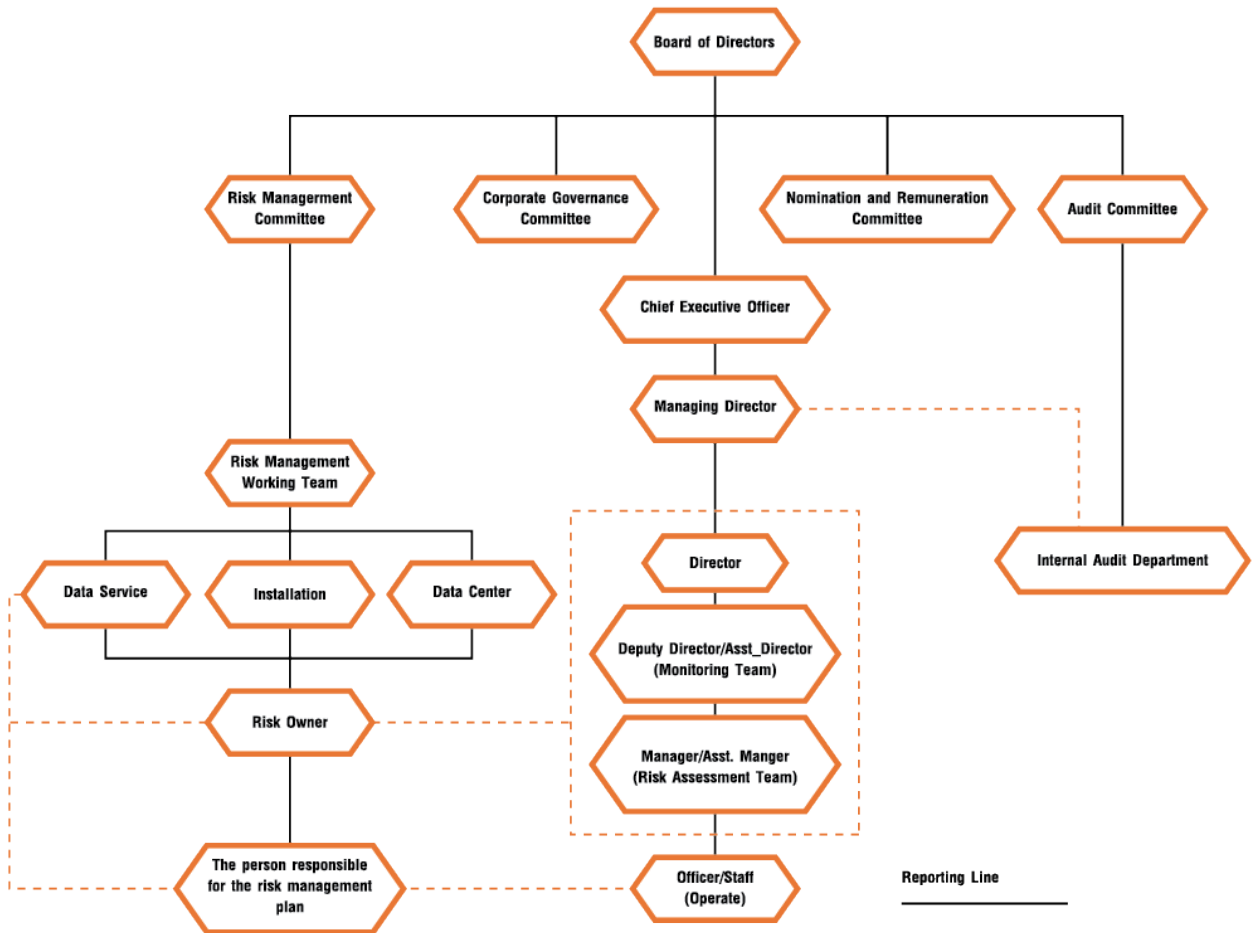 Board of Directors
Risk Managerment
Committee
Corporate Governance
Committee
Nomination and Remuneration
Committee
Audit Committee
Chief Executive Officer
Managing Director
Risk Management
Working Team
Data Service
Installation
Data Center
Director
Internal Audit Department
Deputy Director/Asst_Director
(Monitoring Team)
Risk Owner
Manager/Asst. Manger
(Risk Assessment Team)
The person responsible
for the risk management
plan
Officer/Staff
(Operate)
Reporting Line